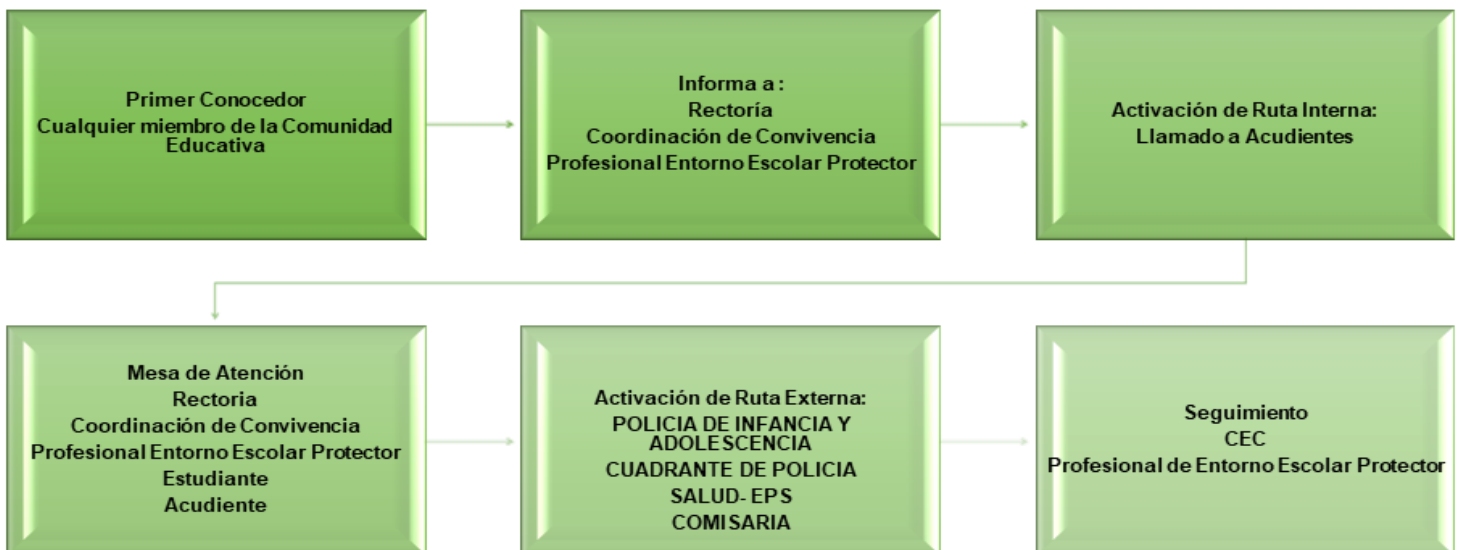 Primer Conocedor
Cualquier miembro de la Comunidad
Educativa
Informa a :
Rectoría
Coordinación de Convivencia
Profesional Entorno Escolar Protector
Activación de Ruta Interna:
Llamado a Acudientes
Mesa de Atención
Rectoria
Coordinación de Convivencia
Profesional Entorno Escolar Protector
Estudiante
Acudiente
Activación de Ruta Externa:
POLICIA DE INFANCIA Y
ADOLESCENCIA
CUADRANTE DE POLICIA
SALUD- EPS
COMISARIA
Seguimiento
CEC
Profesional de Entorno Escolar Protector